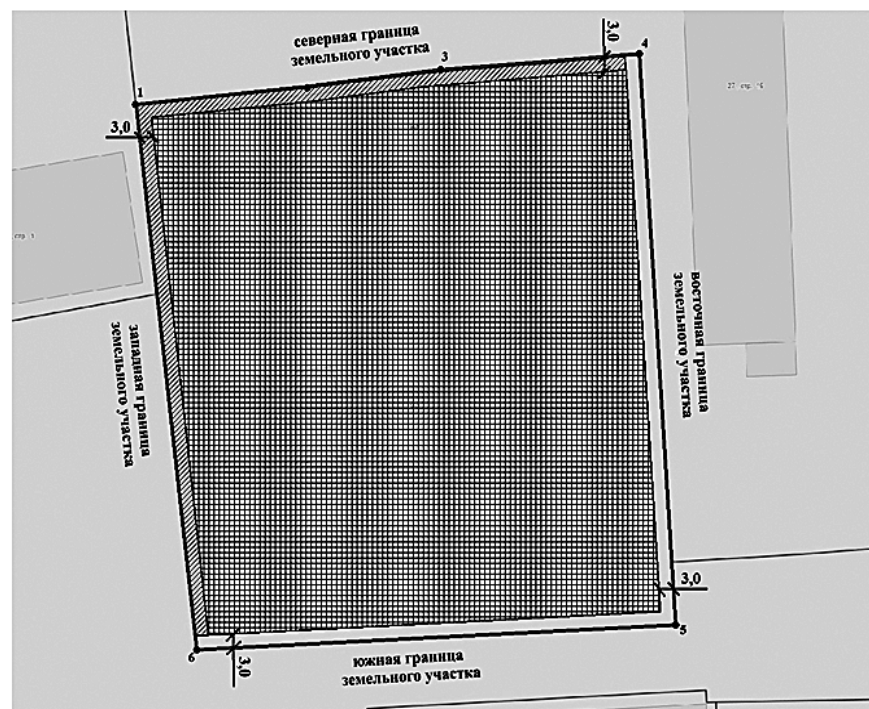 северная граница
земельного участка
3,0
1
3
4
3,0
западная граница
земельного участка
восточная граница
земельного участка
3,0
6
3,0
5
южная граница
земельного участка